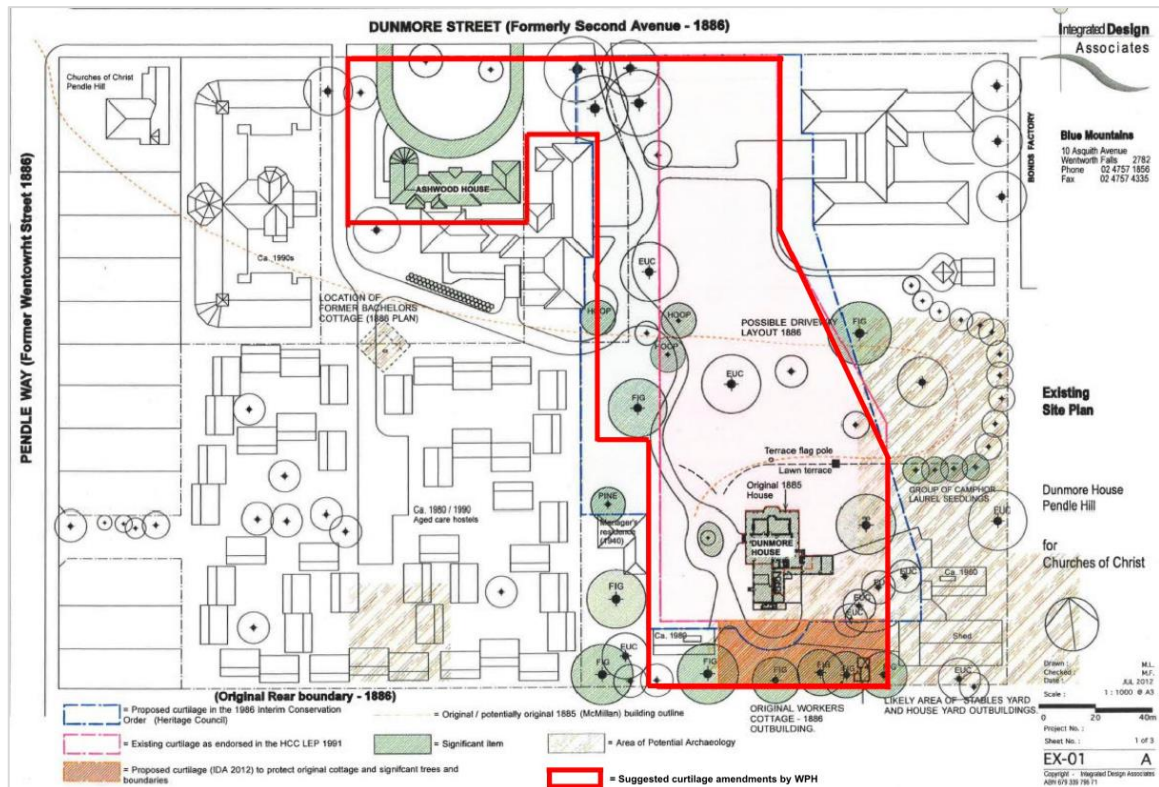 DUNMORE STREET (Formerly Second Avenue - 1886)
Integrated Design
Associates
Churches of Christ
Pendle Hill
BONDS FACTORY
Blue Mountains
10 Asquith Avenue
Wentworth Falls 2782
Phone 02 4757 1856
Fax 02 4757 4335
ASHWOOD HOUSE
PENDLE WAY (Former Wentowrht Street 1886)
Ca. 1990s
EUC
LOCATION OF
FORMER BACHELORS
COTTAGE (1886 PLAN)
HOOP
HOOP
HOOP
POSSIBLE DRIVEWAY
LAYOUT 1886
FIG
EUC
FIG
Existing
Site Plan
Terrace flag pole
Lawn terrace
Original 1885
House
GROUP OF CAMPHOR
LAUREL SEEDLINGS
PINE
Ca. 1980 / 1990
Aged care hostels
Manager's
residence
(1940)
DUNMORE
HOUSE
EUC
Dunmore House
Pendle Hill
for
Churches of Christ
FIG
EUC
EUC
EUC
Ca. 1980
Ca. 1980
Shed
EUC
FIG
FIG
FIG
FIG
FIG
EUC
(Original Rear boundary - 1886)
ORIGINAL WORKERS
COTTAGE - 1886
OUTBUILDING.
LIKELY AREA OF STABLES YARD
AND HOUSE YARD OUTBUILDINGS.
= Proposed curtilage in the 1986 Interim Conservation
Order (Heritage Council)
= Original / potentially original 1885 (McMillan) building outline
= Existing curtilage as endorsed in the HCC LEP 1991
= Significant item
= Area of Potential Archaeology
= Proposed curtilage (IDA 2012) to protect original cottage and signifcant trees and
boundaries
= Suggested curtilage amendments by WPH
Drawn : M.L.
Checked : M.F.
Date : JUL 2012
Scale : 1 : 1000 @ A3
0 20 40m
Project No. :
Sheet No. : 1 of 3
EX-01 A
Copyright - Integrated Design Associates
ABN 679 339 796 71